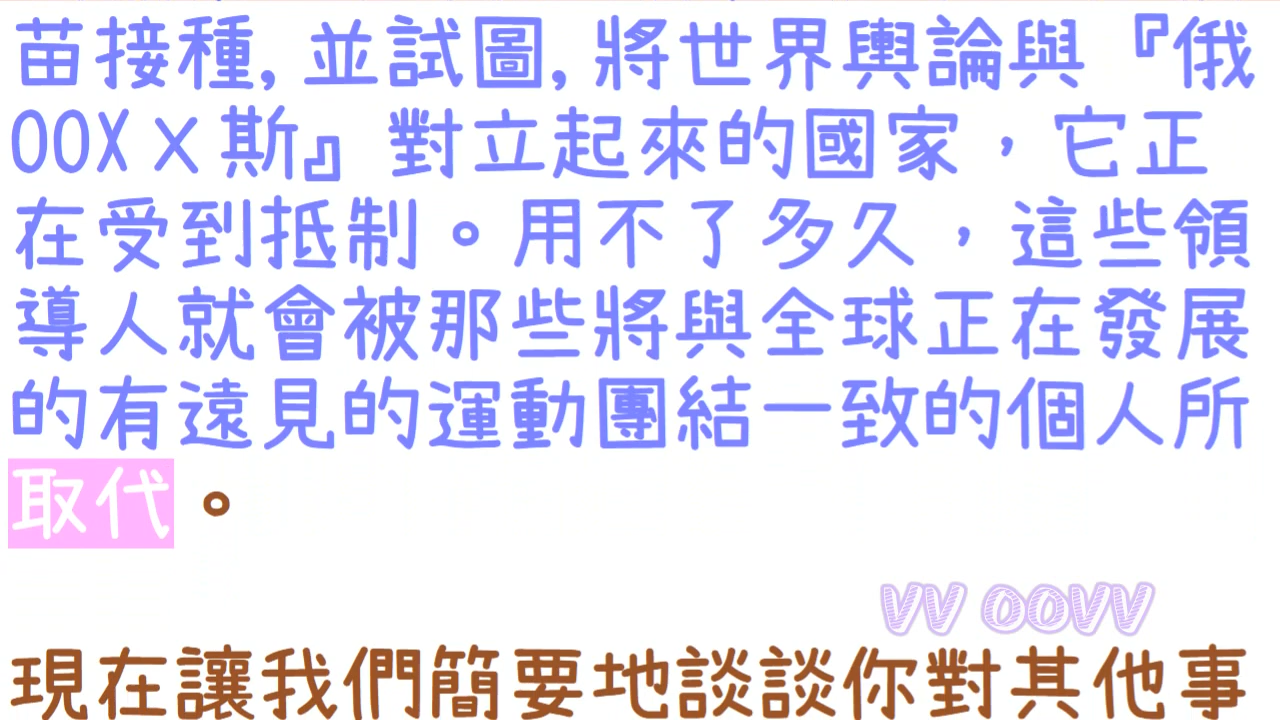 苗接種, 並試圖, 將世界輿論與『俄
OOX×斯』對立起來的國家，它正
在受到抵制。用不了多久，這些領
導人就會被那些將與全球正在發展
的有遠見的運動團結一致的個人所
取代。
VV OOVV
現在讓我們簡要地談談你對其他事